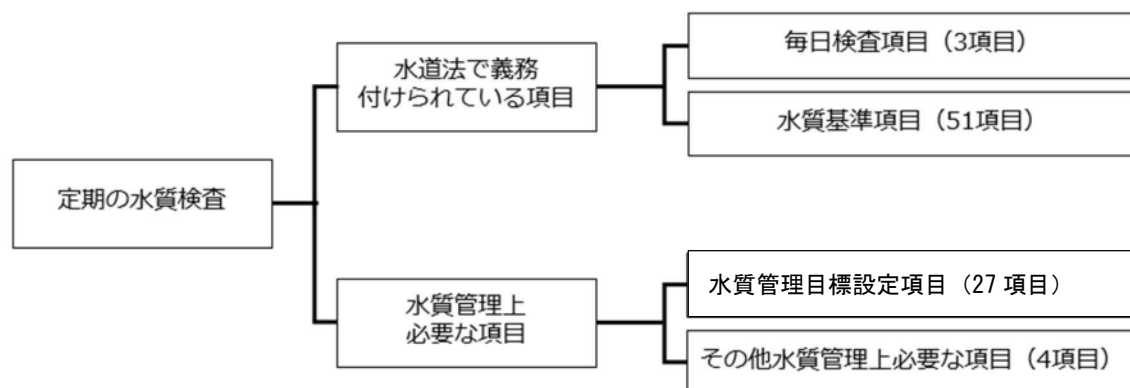 定期の水質検査
水道法で義務
付けられている項目
毎日検査項目（3項目）
水質基準項目（51項目）
水質管理上
必要な項目
水質管理目標設定項目（27 項目）
その他水質管理上必要な項目（4項目）